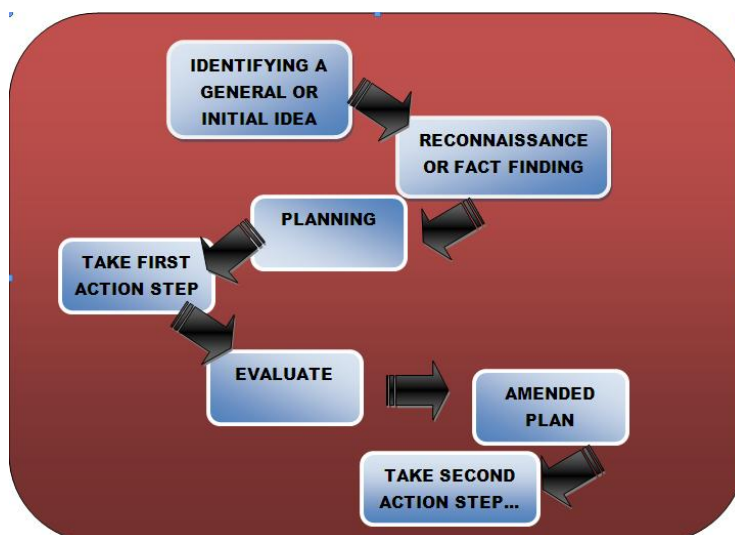 IDENTIFYING A
GENERAL OR
INITIAL IDEA
RECONNAISSANCE
OR FACT FINDING
PLANNING
TAKE FIRST
ACTION STEP
EVALUATE
AMENDED
PLAN
TAKE SECOND
ACTION STEP...